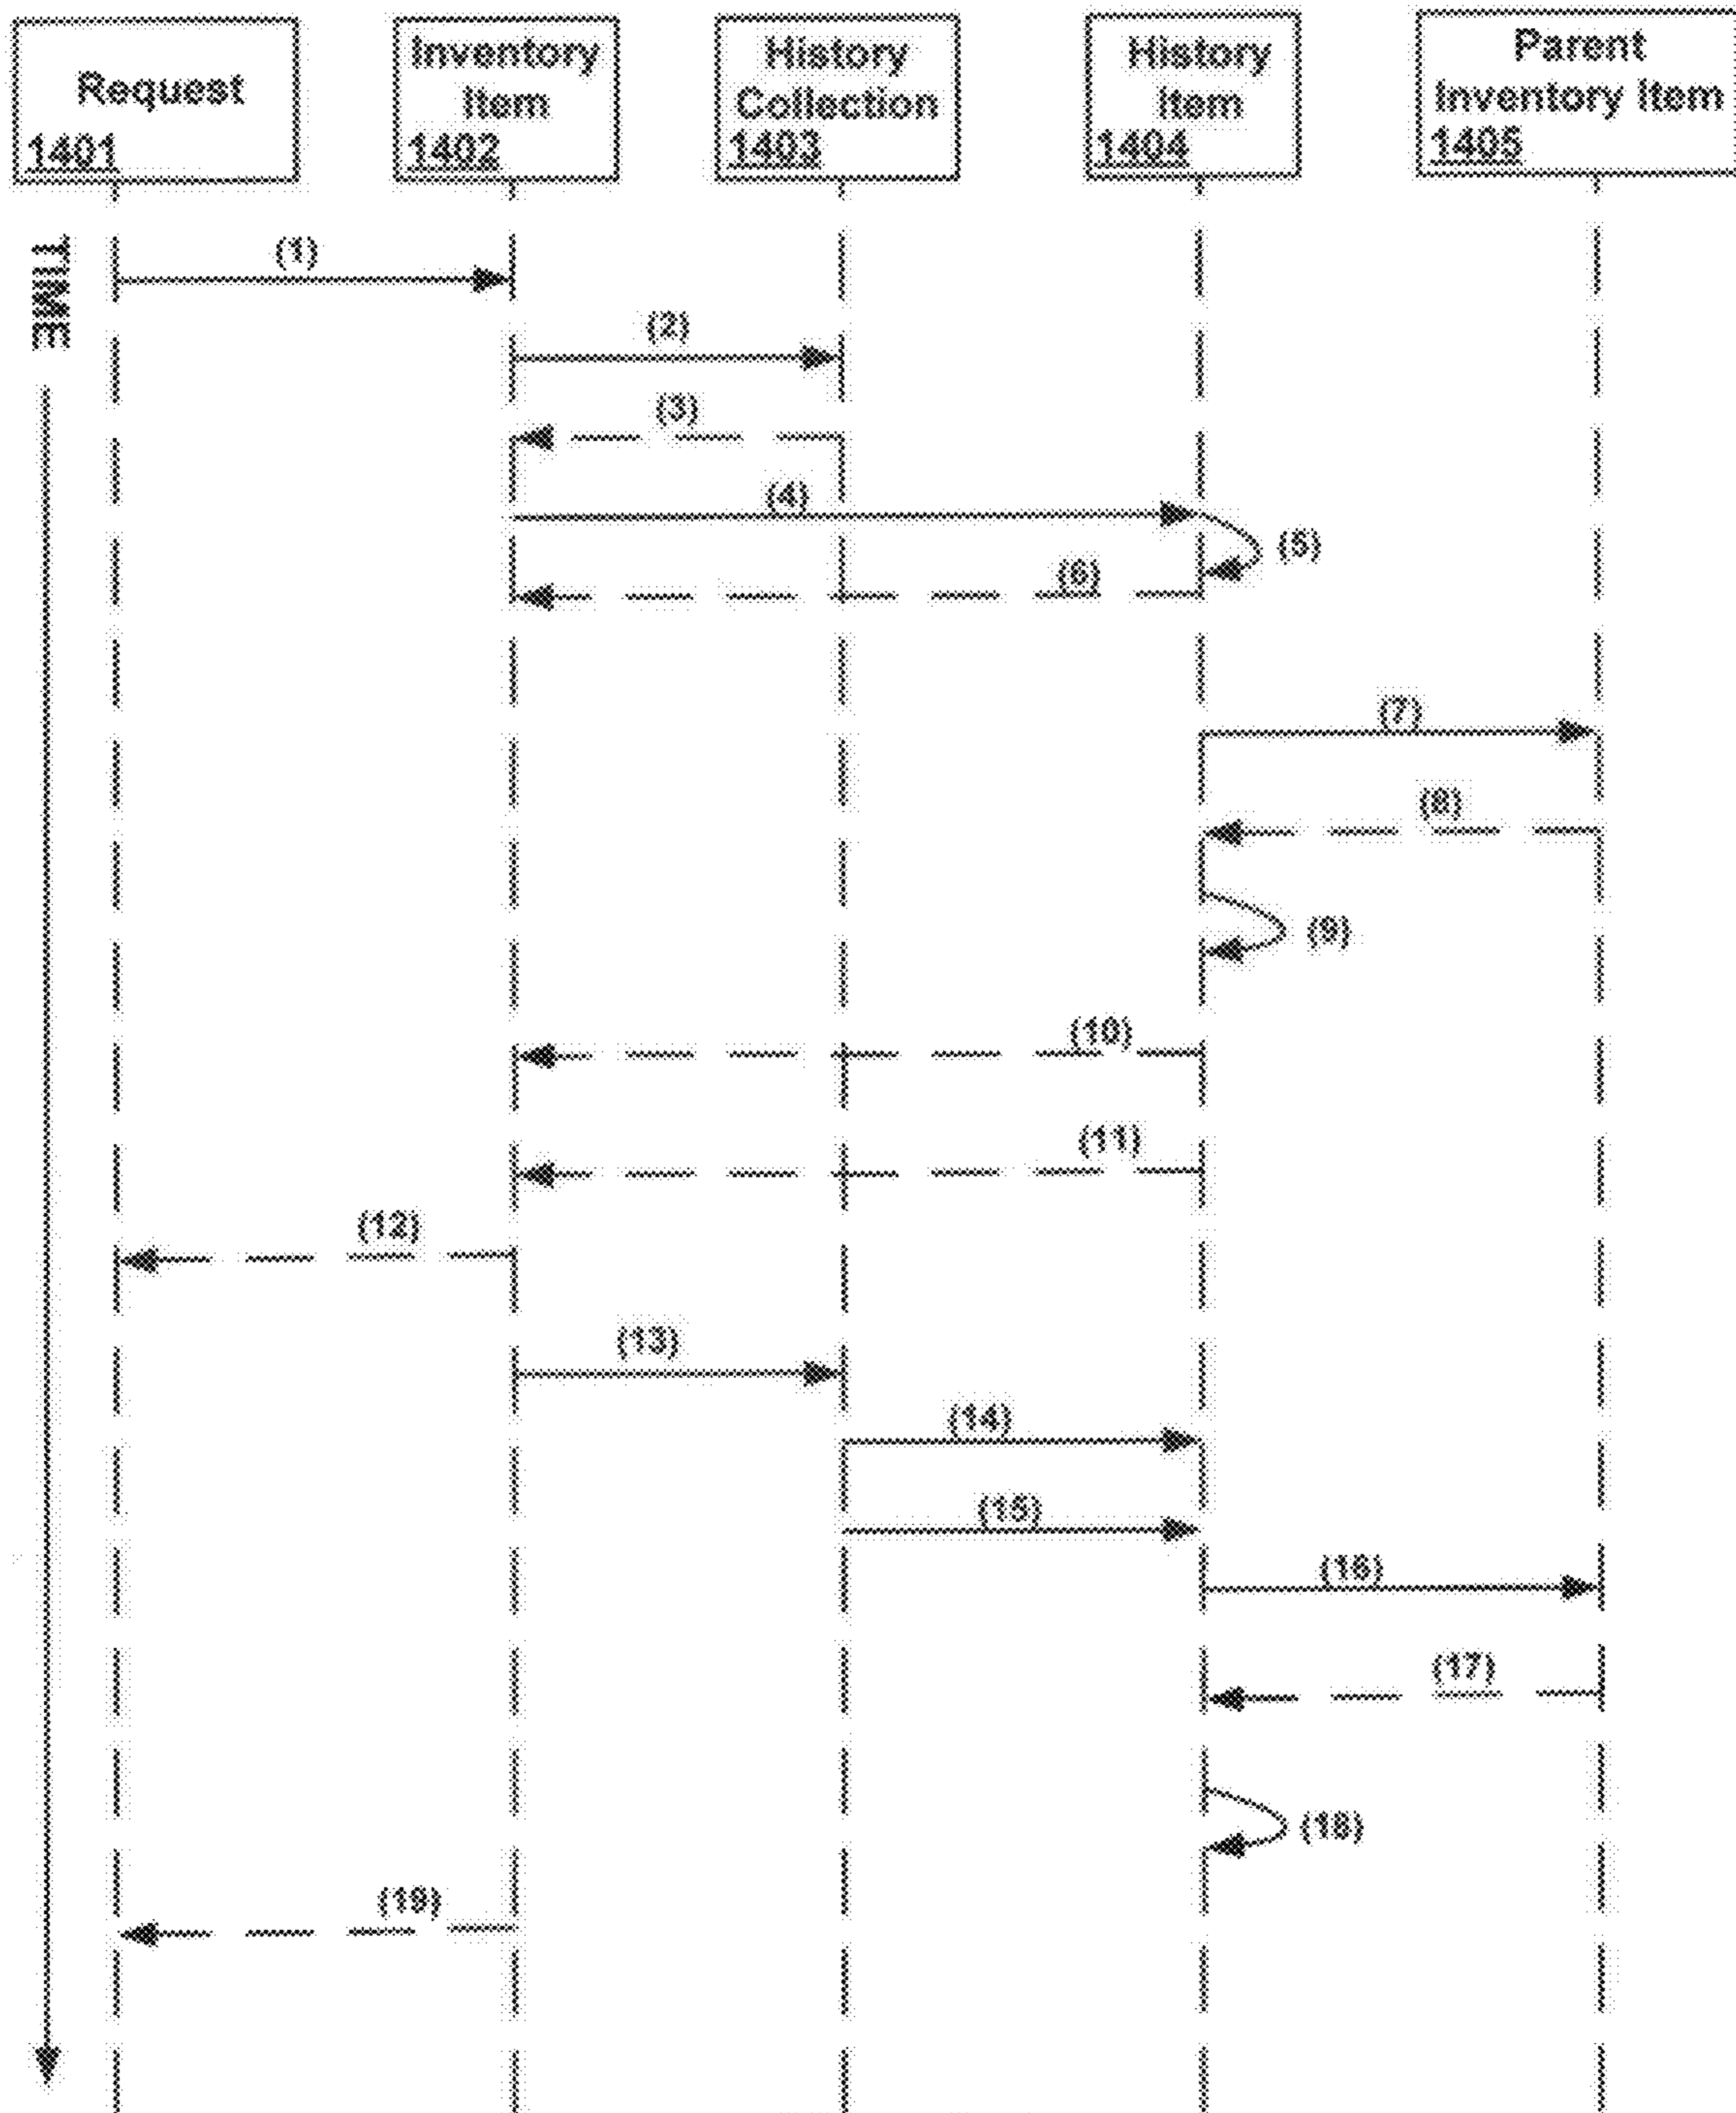 Request
1401
Inventory
Item
1402
History
Collection
1403
History
Item
1404
Parent
Inventory Item
1405
TIME
(1)
(2)
(3)
(4)
(5)
(6)
(7)
(8)
(9)
(10)
(11)
(12)
(13)
(14)
(15)
(16)
(17)
(18)
(19)